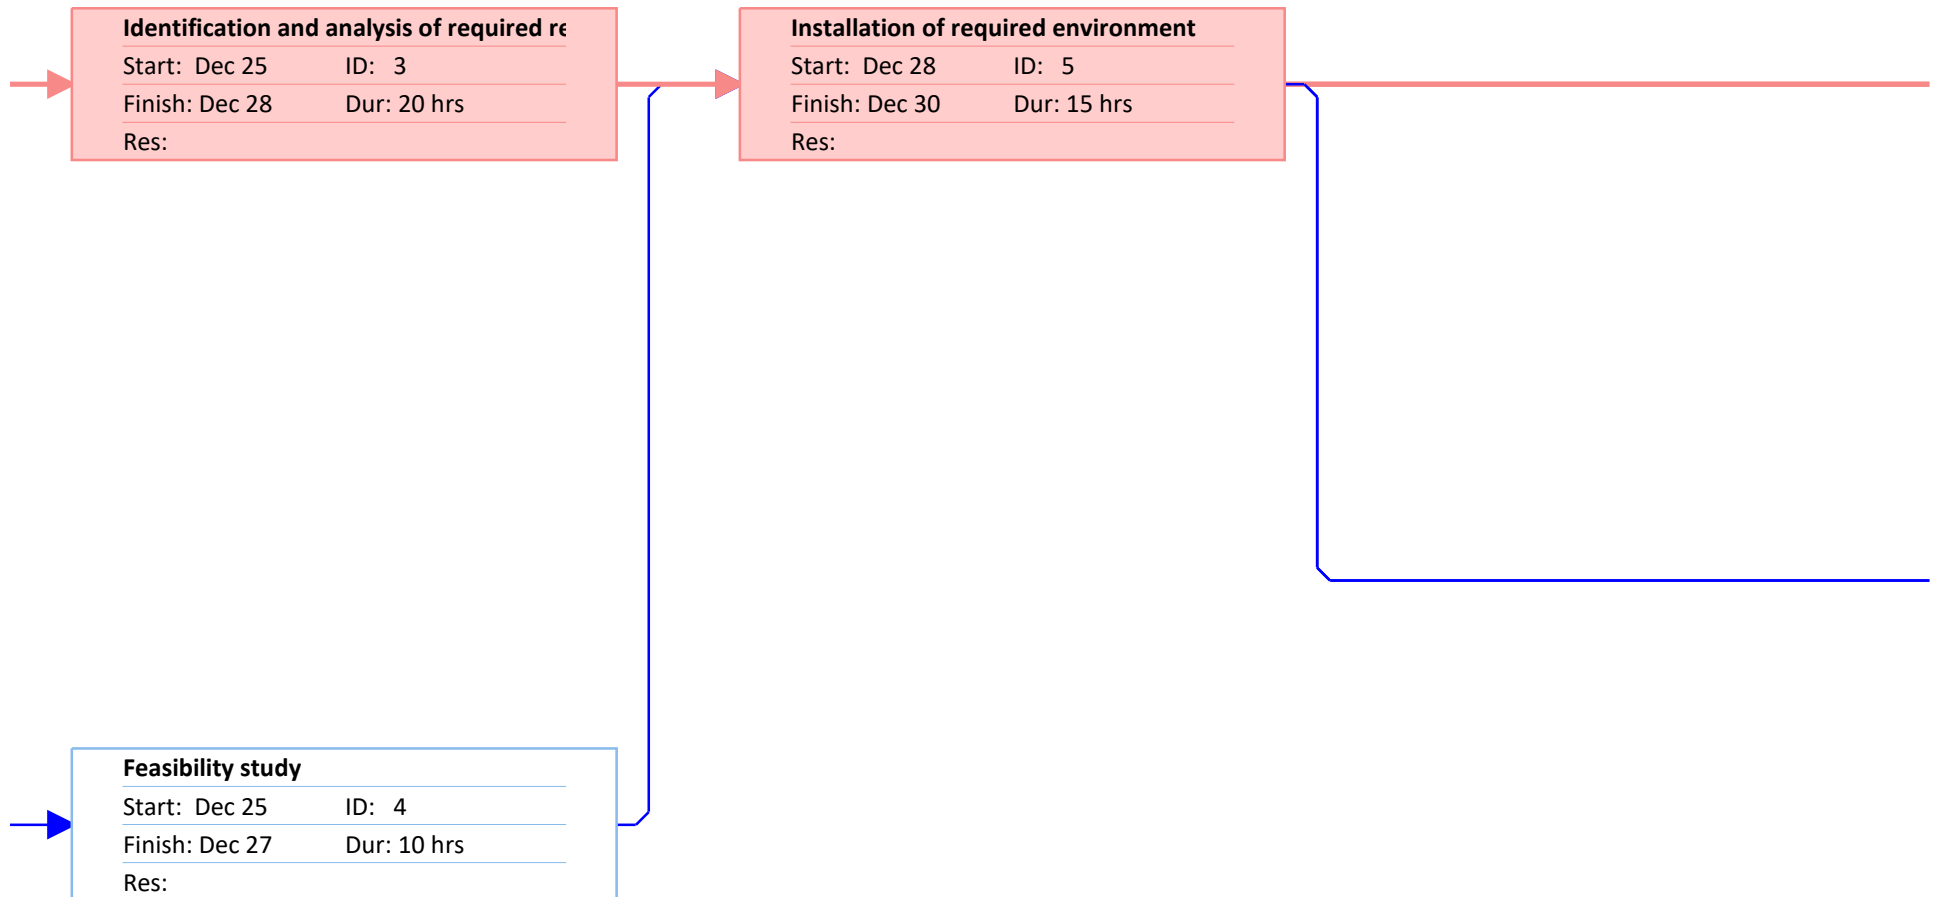 Identification and analysis of required re
Start: Dec 25 ID: 3
Finish: Dec 28 Dur: 20 hrs
Res:
Installation of required environment
Start: Dec 28 ID: 5
Finish: Dec 30 Dur: 15 hrs
Res:
Feasibility study
Start: Dec 25 ID: 4
Finish: Dec 27 Dur: 10 hrs
Res: